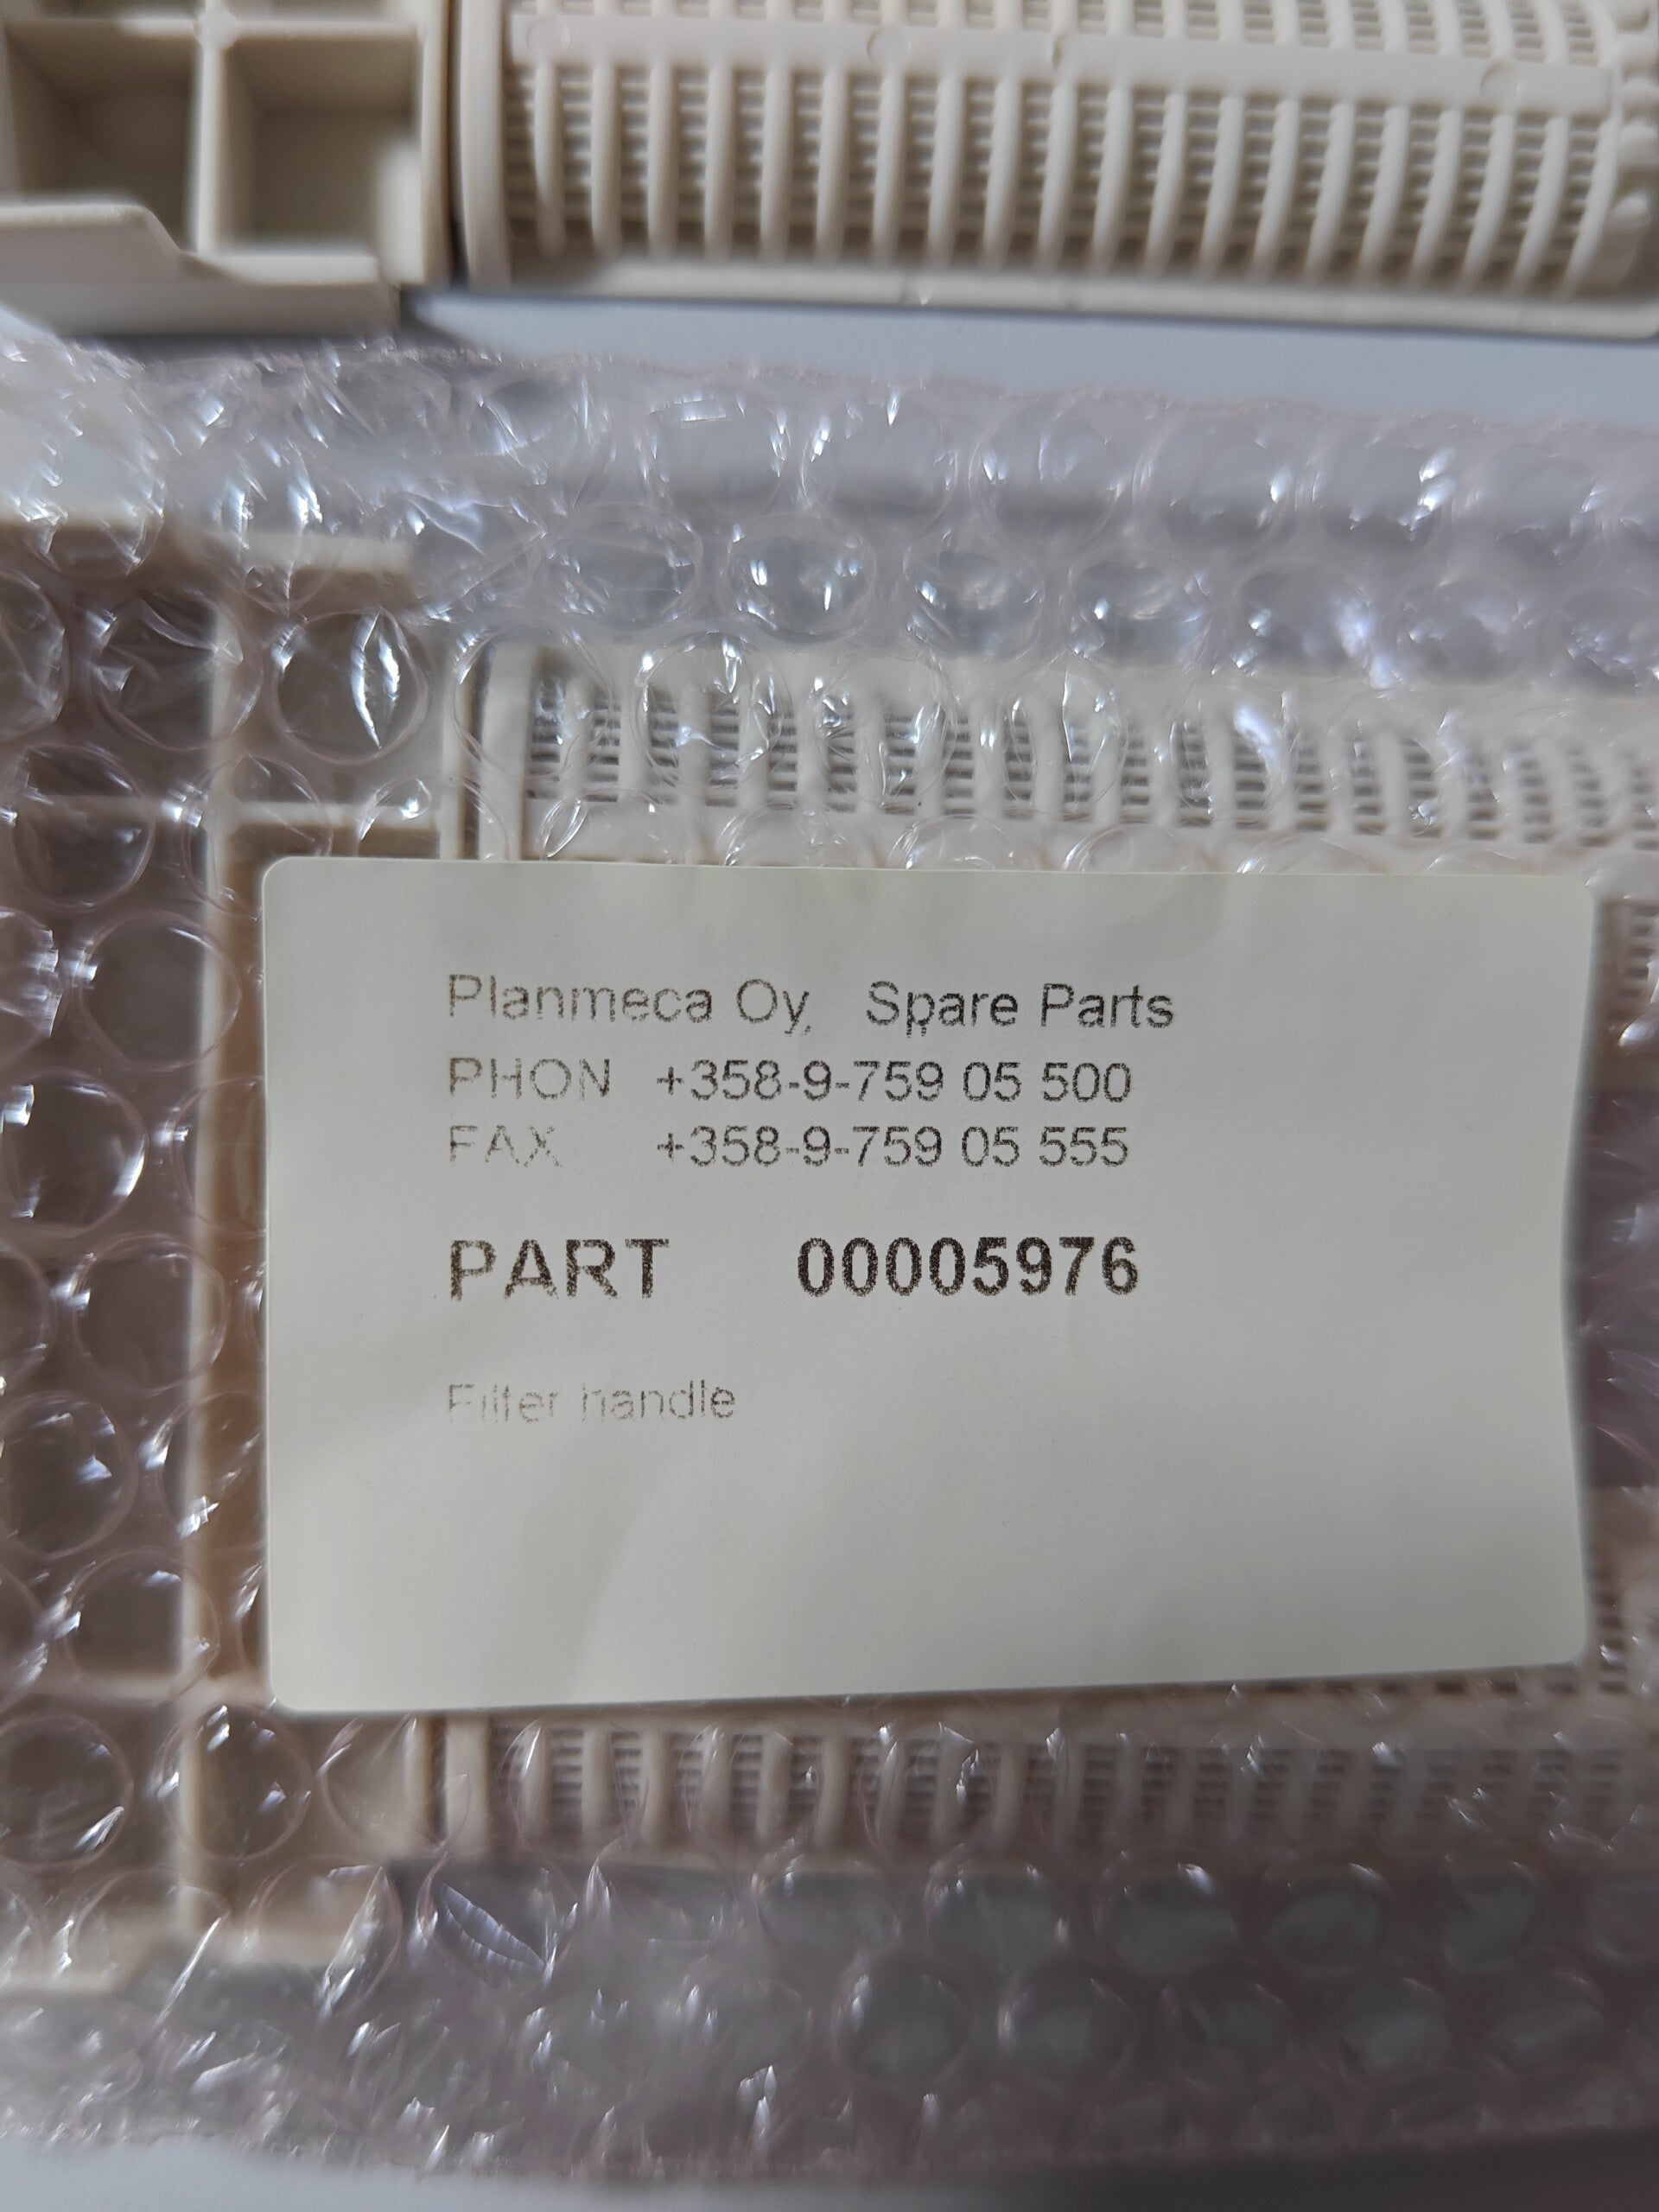 Planmeca Oy, Spare Parts
PHON +358-9-759 05 500
FAX +358-9-759 05 555
PART 00005976
Filter handle